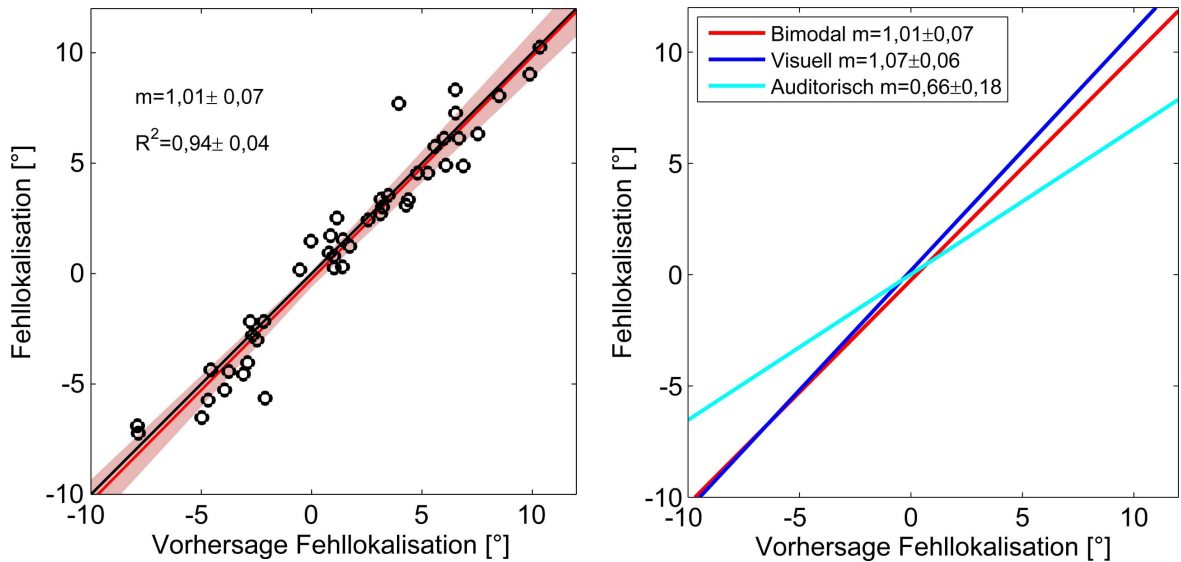 10
5
0
-5
-10
Fehllokalisation [°]
m=1,01± 0,07
R²=0,94± 0,04
-10 -5 0 5 10
Vorhersage Fehllokalisation [°]
10
5
0
-5
-10
Fehllokalisation [°]
Bimodal m=1,01±0,07
Visuell m=1,07±0,06
Auditorisch m=0,66±0,18
-10 -5 0 5 10
Vorhersage Fehllokalisation [°]